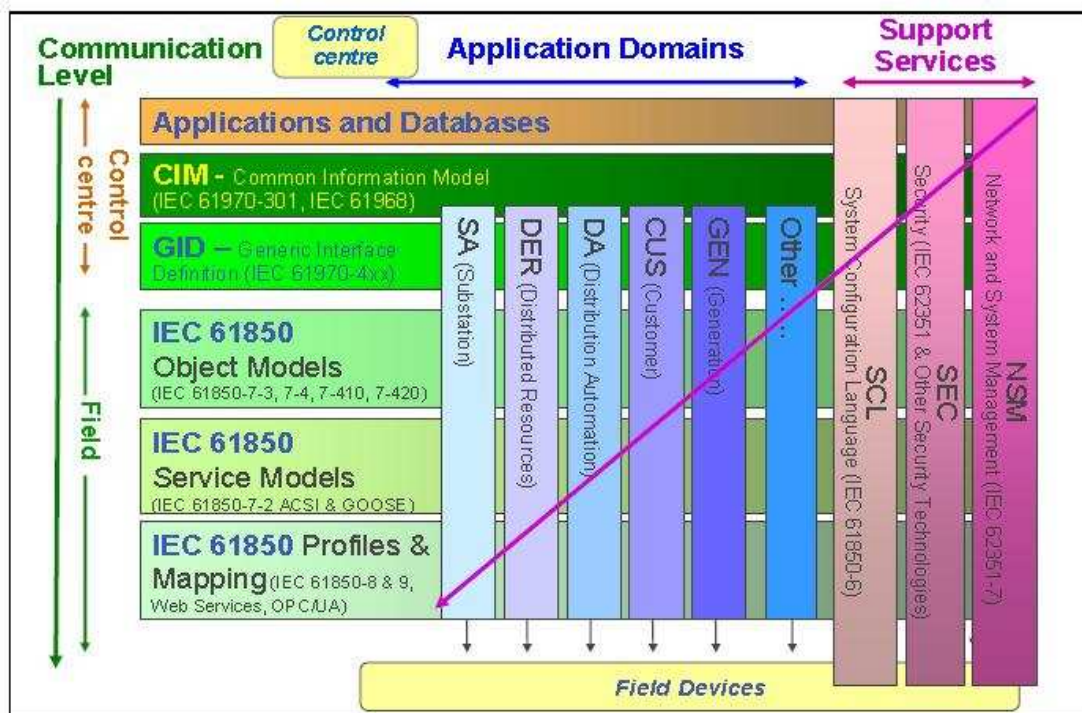 Communication
Level
Control
centre
Application Domains
Support
Services
Control
centre
Field
Applications and Databases
CIM - Common Information Model
(IEC 61970-301, IEC 61968)
GID – Generic Interface
Definition (IEC 61970-4xx)
IEC 61850
Object Models
(IEC 61850-7-3, 7-4, 7-410, 7-420)
IEC 61850
Service Models
(IEC 61850-7-2 ACSI & GOOSE)
IEC 61850 Profiles &
Mapping (IEC 61850-8 & 9,
Web Services, OPC/UA)
SA (Substation)
DER (Distributed Resources)
DA (Distribution Automation)
CUS (Customer)
GEN (Generation)
Other ......
SCL
System Configuration Language (IEC 61850-6)
SEC
Security (IEC 62351 & Other Security Technologies)
NSM
Network and System Management (IEC 62351-7)
Field Devices